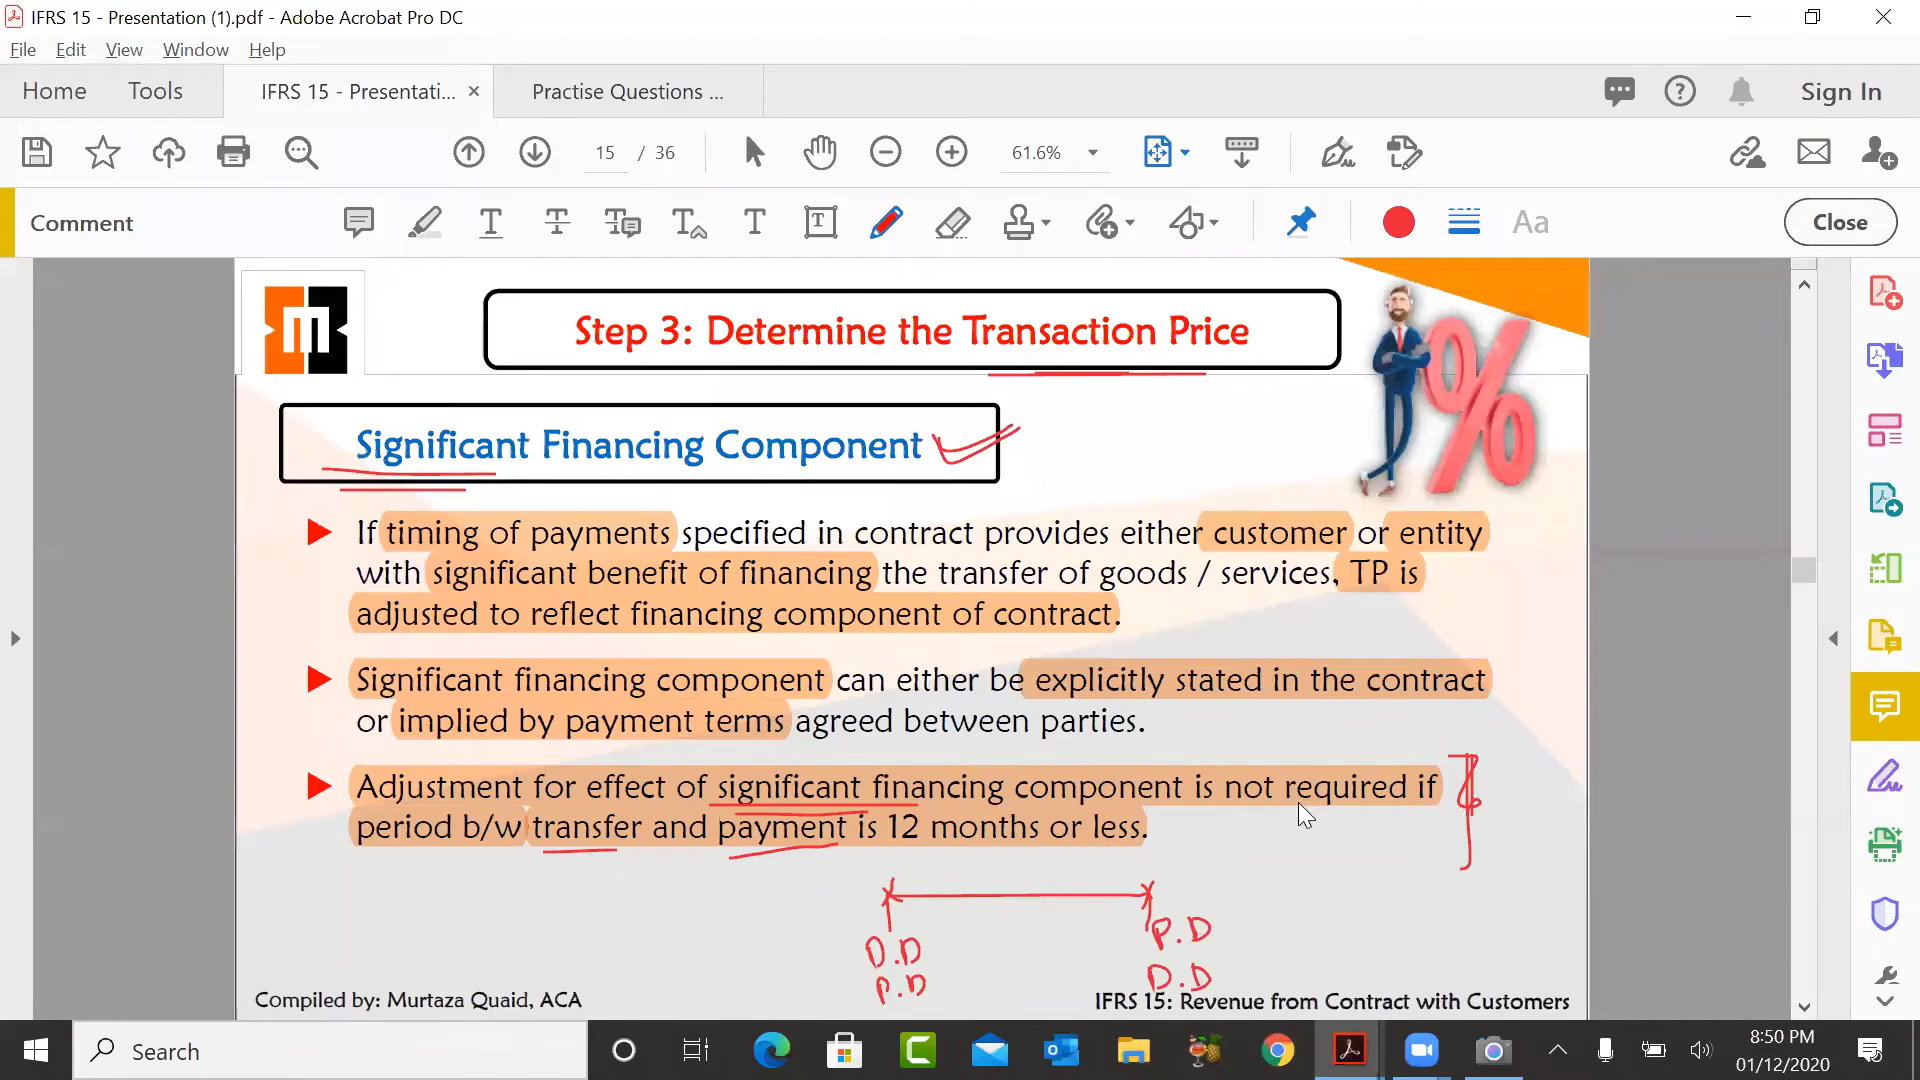 IFRS 15 - Presentation (1).pdf - Adobe Acrobat Pro DC
File Edit View Window Help
Home Tools IFRS 15 - Presentati... × Practise Questions ... Sign In
15 / 36 61.6%
Comment Aa Close
Step 3: Determine the Transaction Price
Significant Financing Component
If timing of payments specified in contract provides either customer or entity
with significant benefit of financing the transfer of goods / services, TP is
adjusted to reflect financing component of contract.
Significant financing component can either be explicitly stated in the contract
or implied by payment terms agreed between parties.
Adjustment for effect of significant financing component is not required if
period b/w transfer and payment is 12 months or less.
D.D P.D
P.D D.D
Compiled by: Murtaza Quaid, ACA IFRS 15: Revenue from Contract with Customers
Search 8:50 PM
01/12/2020